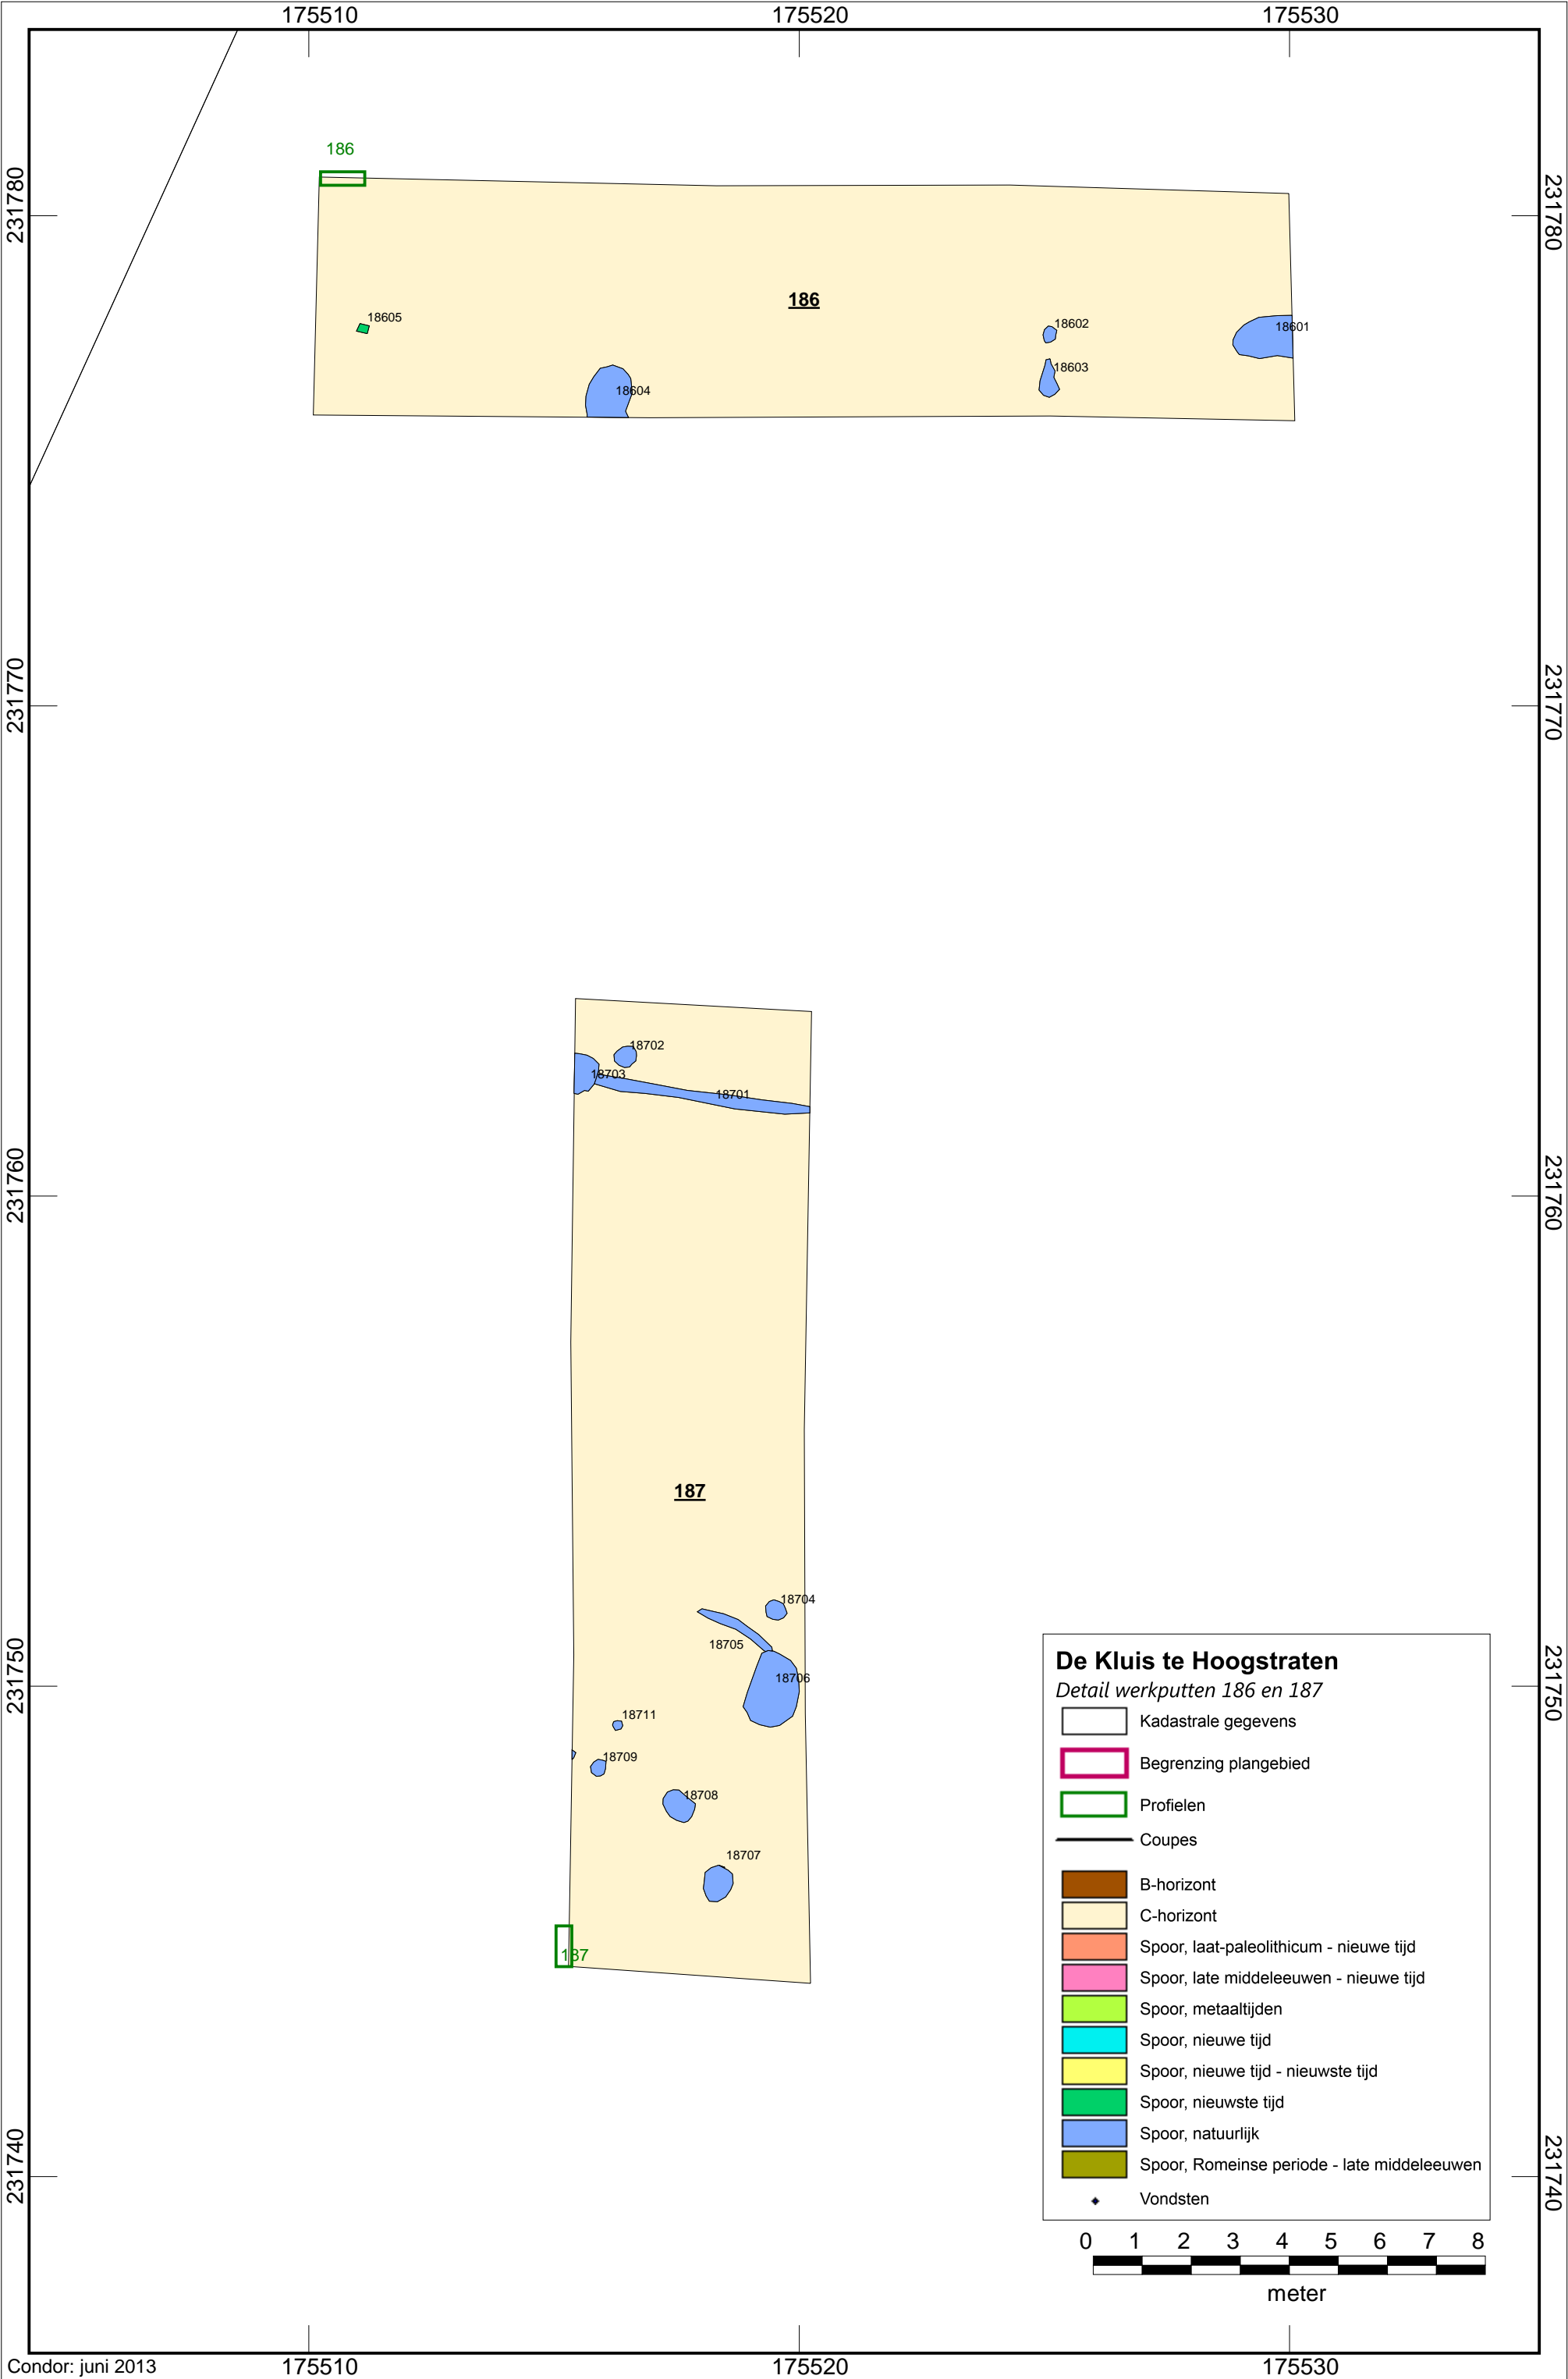 175510 175520 175530
186
231780
231780
186
18605
18602
18601
18603
18604
231770
231770
18702
18703
18701
231760
231760
187
18704
18705
18706
231750
231750
18711
18709
18708
18707
187
De Kluis te Hoogstraten
Detail werkputten 186 en 187
Kadastrale gegevens
Begrenzing plangebied
Profielen
Coupes
B-horizont
C-horizont
Spoor, laat-paleolithicum - nieuwe tijd
Spoor, late middeleeuwen - nieuwe tijd
Spoor, metaaltijden
Spoor, nieuwe tijd
Spoor, nieuwe tijd - nieuwste tijd
Spoor, nieuwste tijd
Spoor, natuurlijk
Spoor, Romeinse periode - late middeleeuwen
Vondsten
231740
231740
0 1 2 3 4 5 6 7 8
meter
Condor: juni 2013
175510 175520 175530